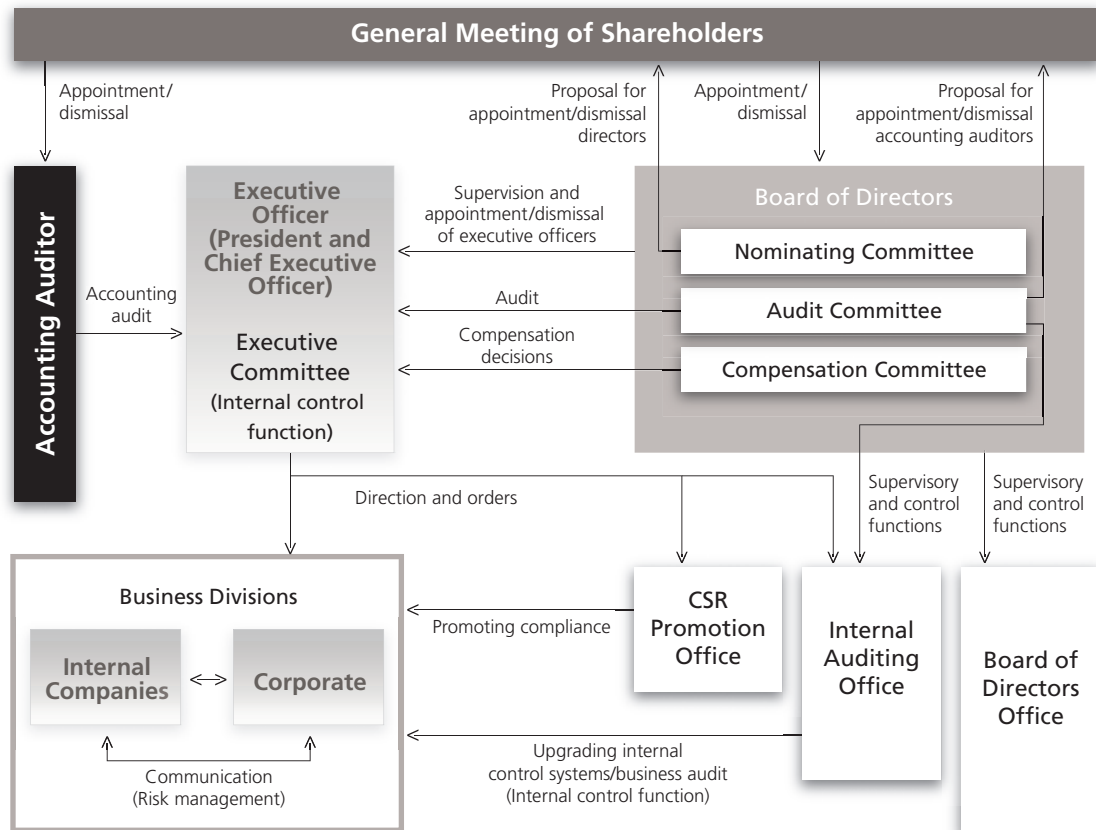 General Meeting of Shareholders
Appointment/
dismissal
Proposal for
appointment/dismissal
directors
Appointment/
dismissal
Proposal for
appointment/dismissal
accounting auditors
Accounting Auditor
Accounting
audit
Executive
Officer
(President and
Chief Executive
Officer)
Executive
Committee
(Internal control
function)
Supervision and
appointment/dismissal
of executive officers
Audit
Compensation
decisions
Board of Directors
Nominating Committee
Audit Committee
Compensation Committee
Direction and orders
Supervisory
and control
functions
Supervisory
and control
functions
Business Divisions
Internal
Companies
Corporate
Communication
(Risk management)
Promoting compliance
CSR
Promotion
Office
Internal
Auditing
Office
Board of
Directors
Office
Upgrading internal
control systems/business audit
(Internal control function)